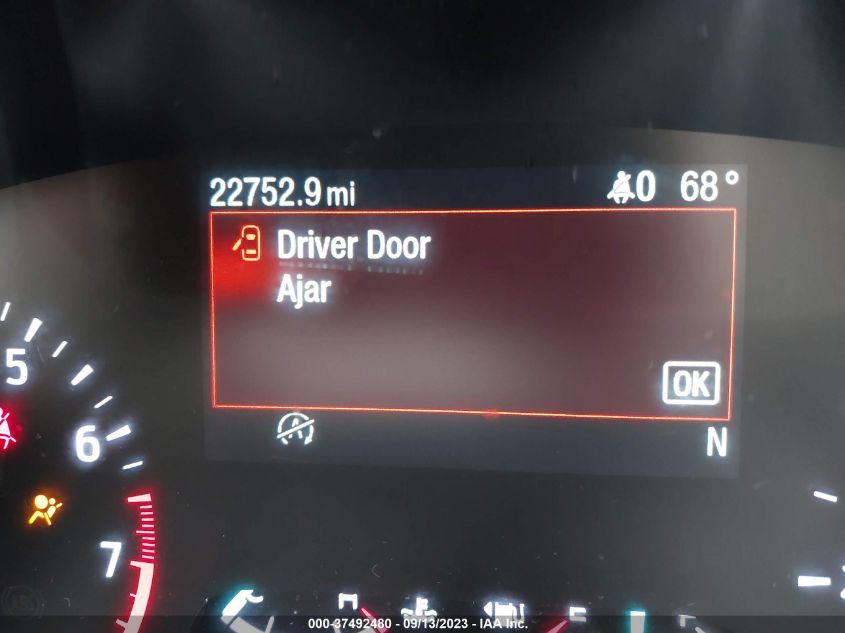 22752.9 mi 0 68°
Driver Door
Ajar
OK
N
5
6
7
F
000-37492480 - 09/13/2023 - IAA Inc.